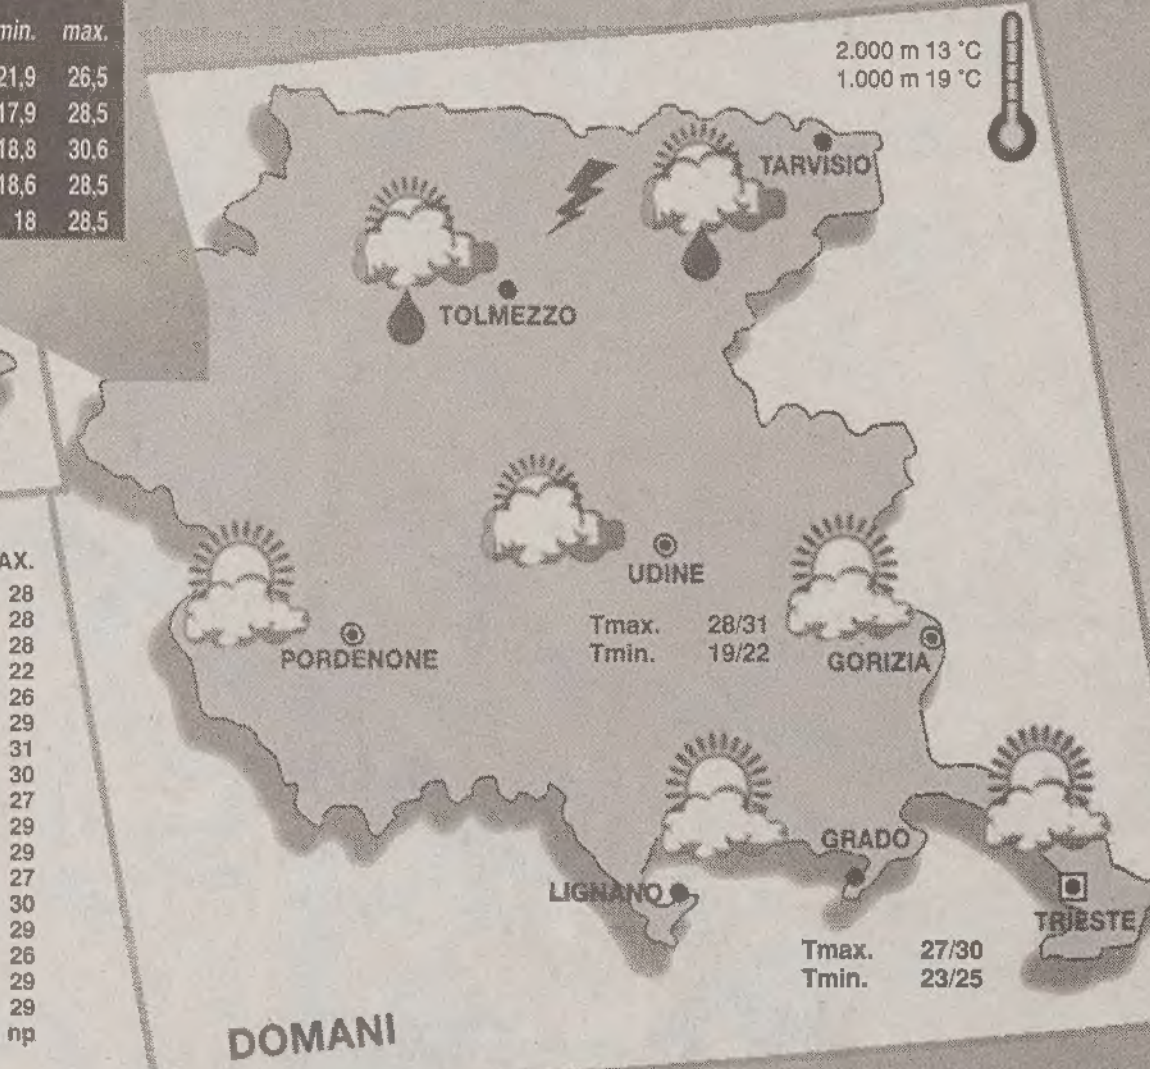 min. max.
21,9 26,5
17,9 28,5
18,8 30,6
18,6 28,5
18 28,5
2.000 m 13 °C
1.000 m 19 °C
TARVISIO
TOLMEZZO
UDINE
Tmax. 28/31
Tmin. 19/22
PORDENONE
GORIZIA
GRADO
LIGNANO
TRIESTE
Tmax. 27/30
Tmin. 23/25
AX.
28
28
28
22
26
29
31
30
27
29
29
27
30
29
26
29
29
np
DOMANI